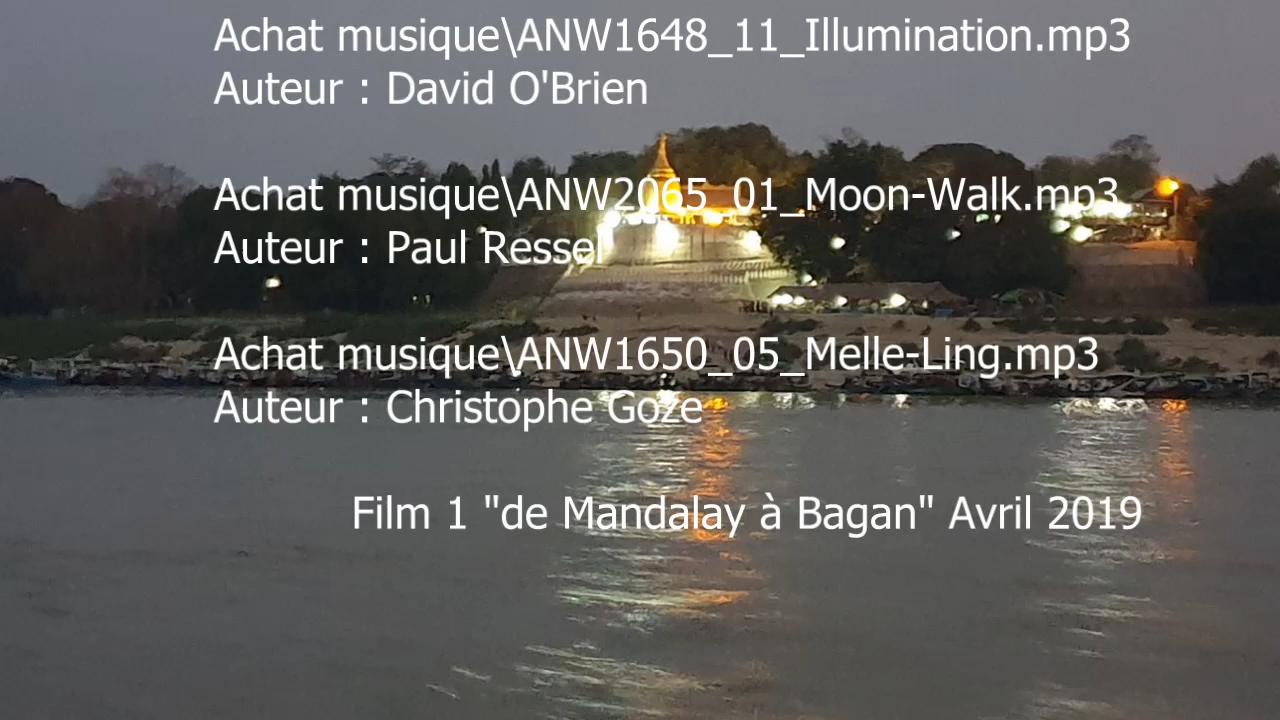 Achat musique\ANW1648_11_Illumination.mp3
Auteur : David O'Brien
Achat musique\ANW2065_01_Moon-Walk.mp3
Auteur : Paul Ressel
Achat musique\ANW1650_05_Melle-Ling.mp3
Auteur : Christophe Goze
Film 1 "de Mandalay à Bagan" Avril 2019